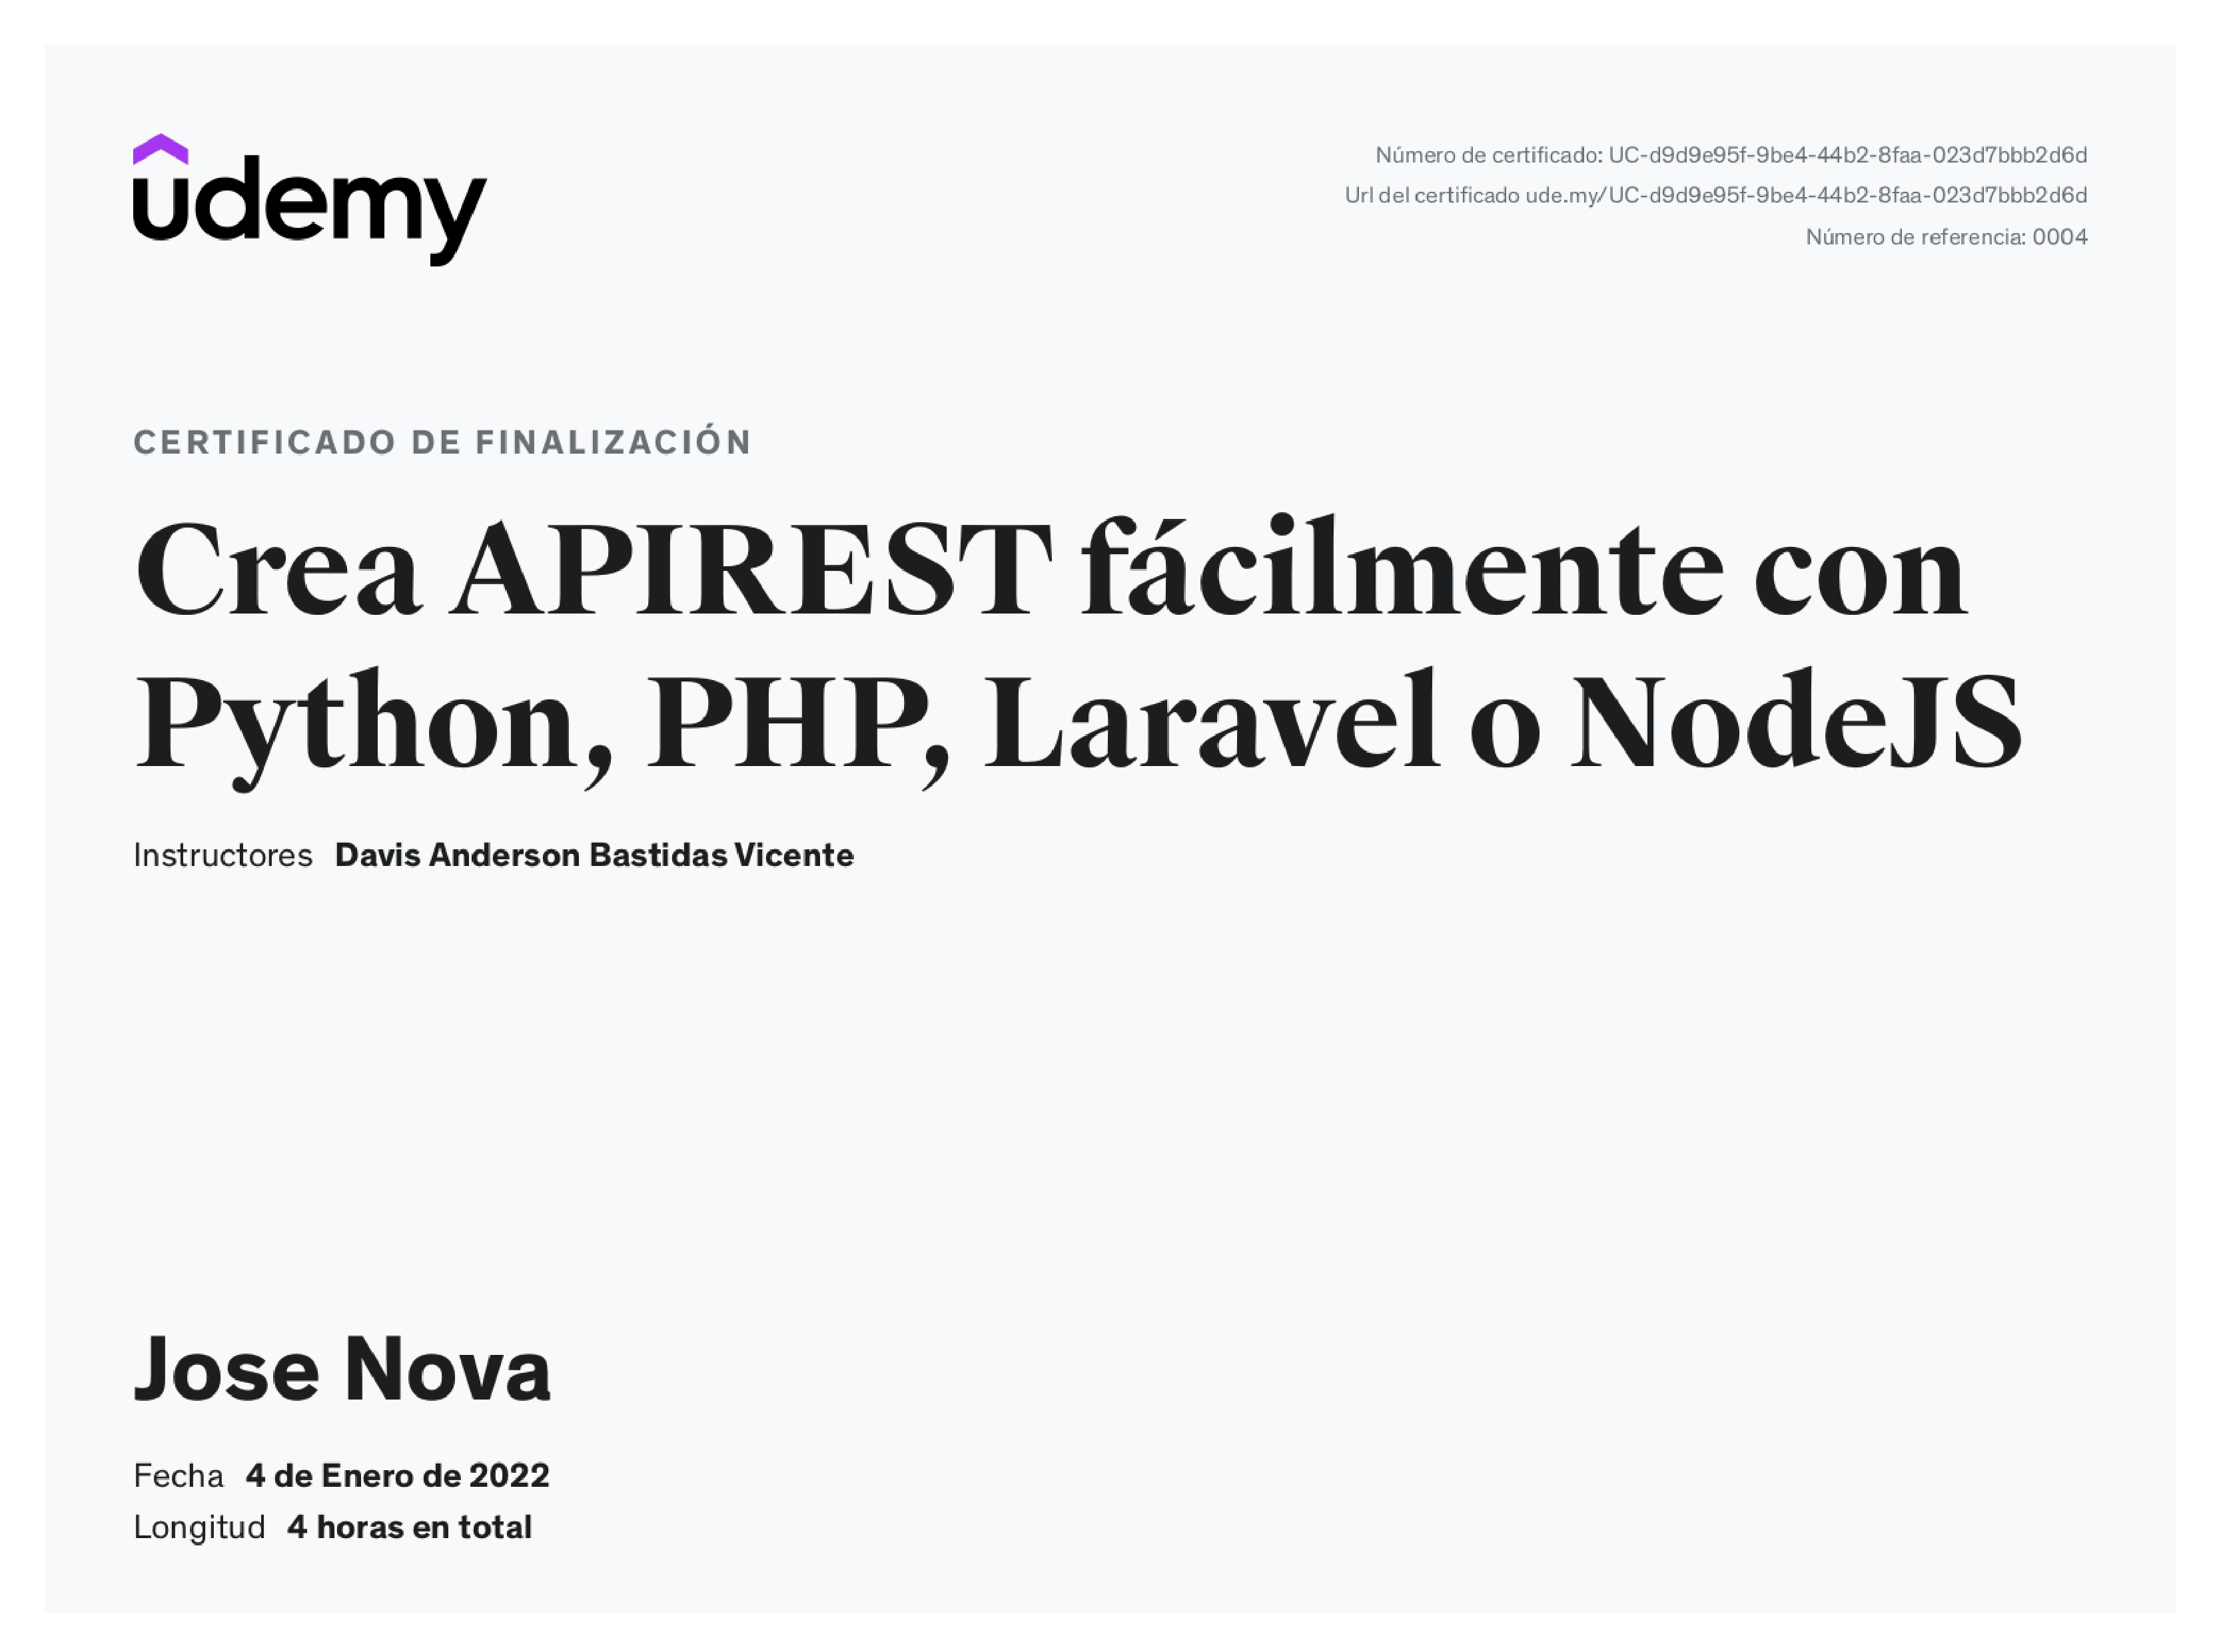 udemy
Número de certificado: UC-d9d9e95f-9be4-44b2-8faa-023d7bbb2d6d
Url del certificado ude.my/UC-d9d9e95f-9be4-44b2-8faa-023d7bbb2d6d
Número de referencia: 0004
CERTIFICADO DE FINALIZACIÓN
Crea APIREST fácilmente con
Python, PHP, Laravel o NodeJS
Instructores Davis Anderson Bastidas Vicente
Jose Nova
Fecha 4 de Enero de 2022
Longitud 4 horas en total